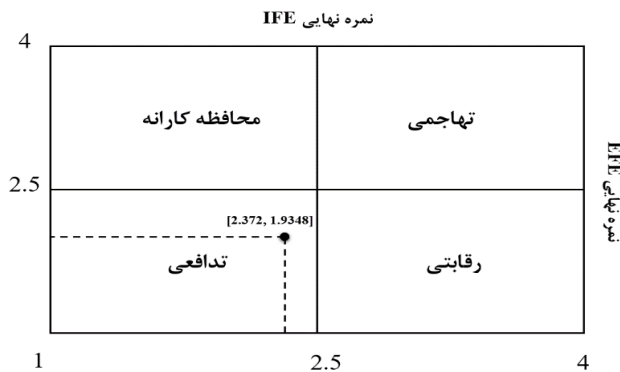 نمره نهایی IFE
4
محافظه کارانه
تهاجمی
نمره نهایی EFE
2.5
[2.372, 1.9348]
تدافعی
رقابتی
1
2.5
4